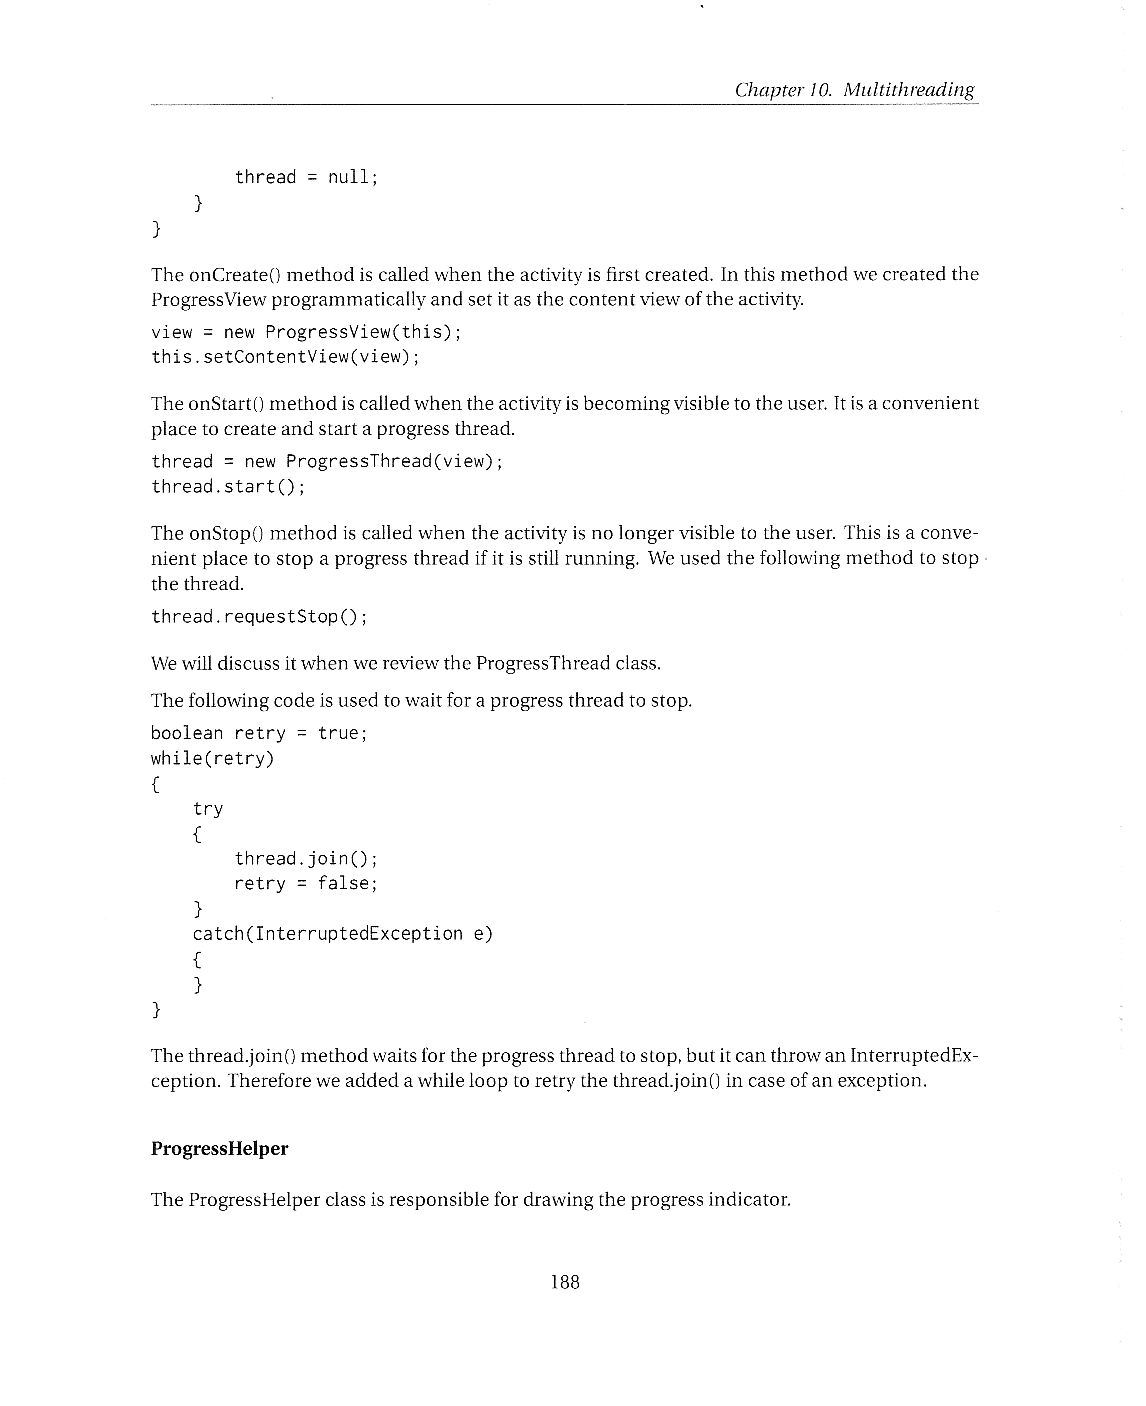 Chapter 10. Multithreading
thread = null;
}
}
The onCreate() method is called when the activity is first created. In this method we created the
ProgressView programmatically and set it as the content view of the activity.
view = new ProgressView(this);
this.setContentView(view);
The onStart() method is called when the activity is becoming visible to the user. It is a convenient
place to create and start a progress thread.
thread = new ProgressThread(view);
thread.start();
The onStop() method is called when the activity is no longer visible to the user. This is a conve-
nient place to stop a progress thread if it is still running. We used the following method to stop
the thread.
thread.requestStop();
We will discuss it when we review the ProgressThread class.
The following code is used to wait for a progress thread to stop.
boolean retry = true;
while(retry)
{
    try
    {
        thread.join();
        retry = false;
    }
    catch(InterruptedException e)
    {
    }
}
The thread.join() method waits for the progress thread to stop, but it can throw an InterruptedEx-
ception. Therefore we added a while loop to retry the thread.join() in case of an exception.
ProgressHelper
The ProgressHelper class is responsible for drawing the progress indicator.
188